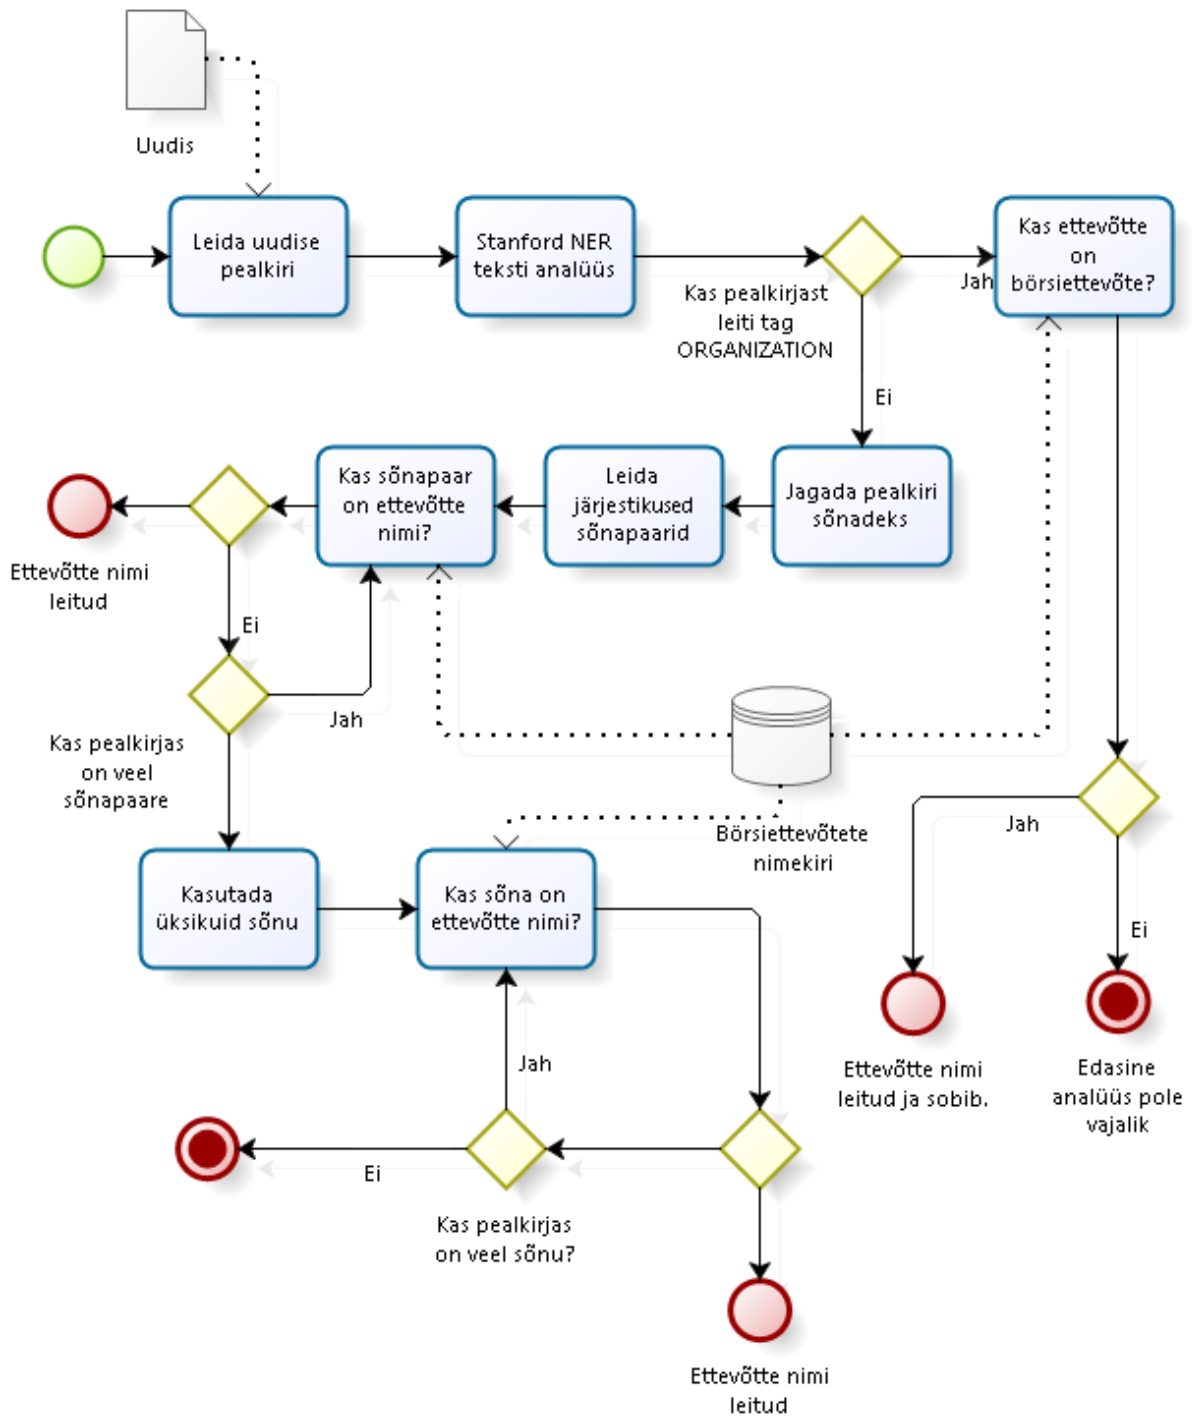 Uudis
Leida uudise
pealkiri
Stanford NER
teksti analüüs
Kas pealkirjast
leiti tag
ORGANIZATION
Jah
Kas ettevõtte
on
börsiettevõte?
Ei
Jagada pealkiri
sõnadeks
Leida
järjestikused
sõnapaarid
Kas sõnapaar
on ettevõtte
nimi?
Ettevõtte nimi
leitud
Ei
Jah
Kas pealkirjas
on veel
sõnapaare
Börsiettevõtete
nimekiri
Kasutada
üksikuid sõnu
Kas sõna on
ettevõtte nimi?
Jah
Ei
Ettevõtte nimi
leitud ja sobib.
Edasine
analüüs pole
vajalik
Jah
Ei
Kas pealkirjas
on veel sõnu?
Ettevõtte nimi
leitud